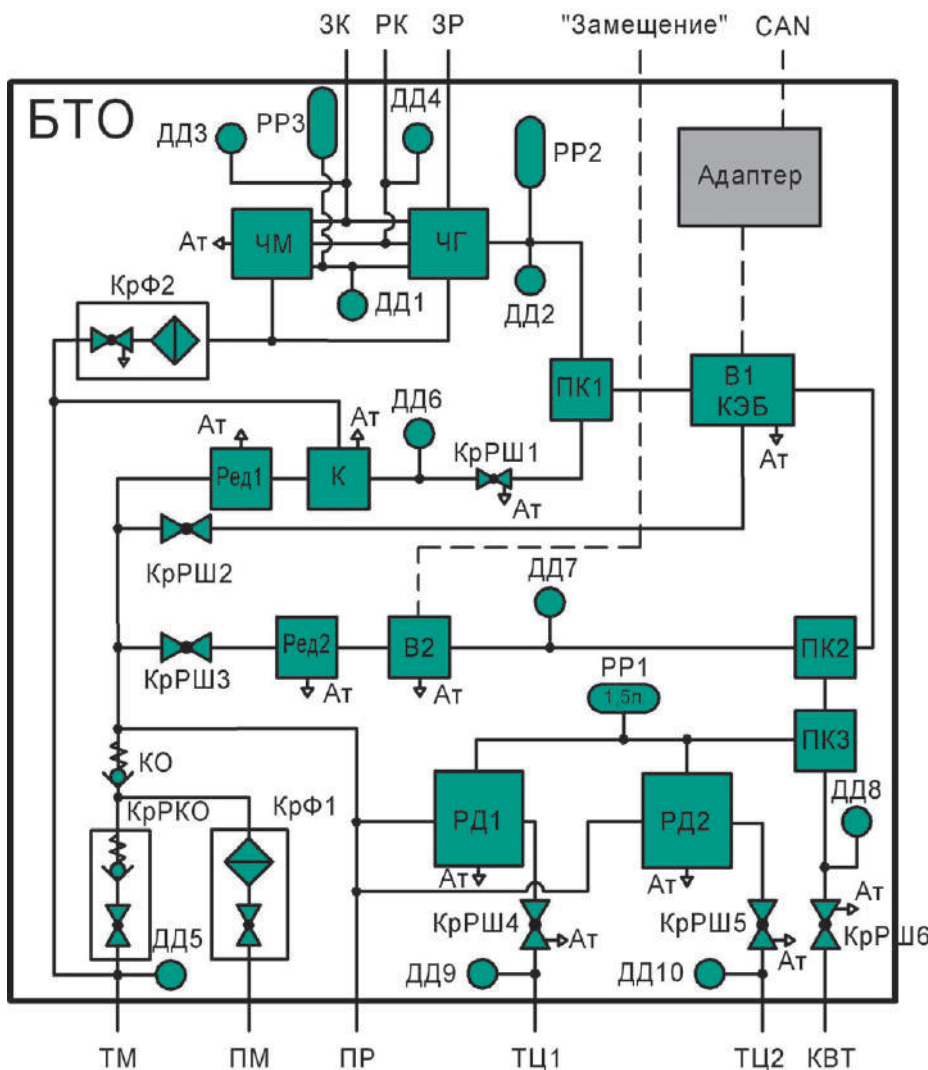 ЗК РК ЗР "Замещение" CAN
БТО
ДД3 РР3 ДД4 РР2
Адаптер
Ат ЧМ ЧГ
КрФ2 ДД1 ДД2
ПК1 В1
КЭБ
Ат Ат ДД6 КрРШ1 Ат
Ред1 К Ат
КрРШ2
ДД7
Ред2 В2 ПК2
КрРШ3 Ат Ат РР1
1,5л
ПК3
КО
КрРКО КрФ1 ДД8
РД1 РД2
Ат Ат Ат
КрРШ4 КрРШ5 КрРШ6
Ат Ат
ДД5 ДД9 ДД10
ТМ ПМ ПР ТЦ1 ТЦ2 КВТ